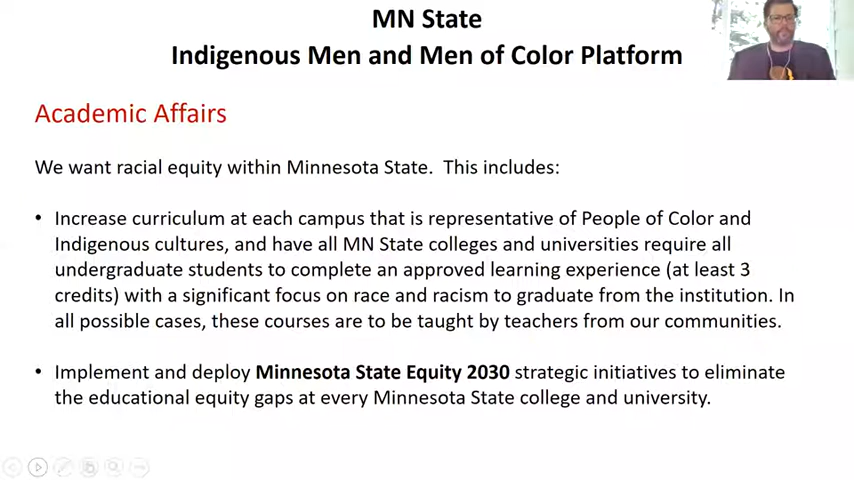 MN State
Indigenous Men and Men of Color Platform
Academic Affairs
We want racial equity within Minnesota State.  This includes:
• Increase curriculum at each campus that is representative of People of Color and
Indigenous cultures, and have all MN State colleges and universities require all
undergraduate students to complete an approved learning experience (at least 3
credits) with a significant focus on race and racism to graduate from the institution. In
all possible cases, these courses are to be taught by teachers from our communities.
• Implement and deploy Minnesota State Equity 2030 strategic initiatives to eliminate
the educational equity gaps at every Minnesota State college and university.